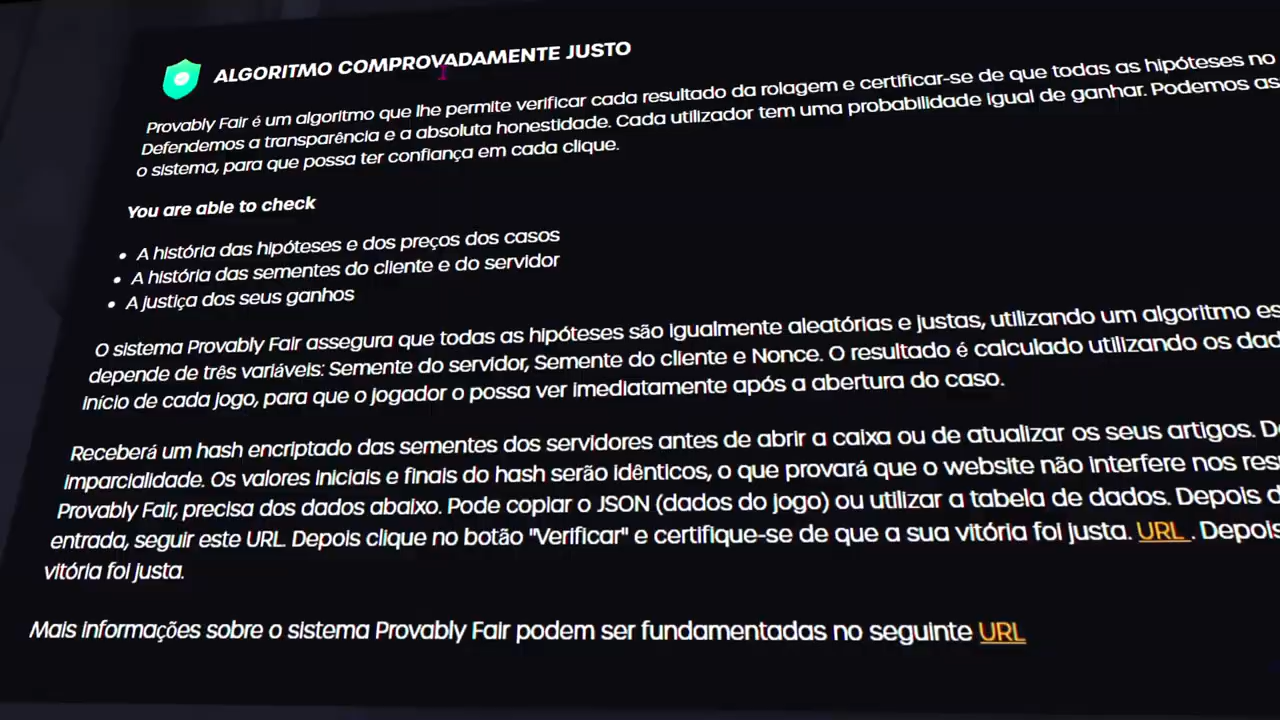 ALGORITMO COMPROVADAMENTE JUSTO
Provably Fair é um algoritmo que lhe permite verificar cada resultado da rolagem e certificar-se de que todas as hipóteses no
Defendemos a transparência e a absoluta honestidade. Cada utilizador tem uma probabilidade igual de ganhar. Podemos as
o sistema, para que possa ter confiança em cada clique.
You are able to check
• A história das hipóteses e dos preços dos casos
• A história das sementes do cliente e do servidor
• A justiça dos seus ganhos
O sistema Provably Fair assegura que todas as hipóteses são igualmente aleatórias e justas, utilizando um algoritmo es
depende de três variáveis: Semente do servidor, Semente do cliente e Nonce. O resultado é calculado utilizando os dad
início de cada jogo, para que o jogador o possa ver imediatamente após a abertura do caso.
Receberá um hash encriptado das sementes dos servidores antes de abrir a caixa ou de atualizar os seus artigos. De
imparcialidade. Os valores iniciais e finais do hash serão idênticos, o que provará que o website não interfere nos res
Provably Fair, precisa dos dados abaixo. Pode copiar o JSON (dados do jogo) ou utilizar a tabela de dados. Depois d
entrada, seguir este URL. Depois clique no botão "Verificar" e certifique-se de que a sua vitória foi justa. URL . Depois
vitória foi justa.
Mais informações sobre o sistema Provably Fair podem ser fundamentadas no seguinte URL